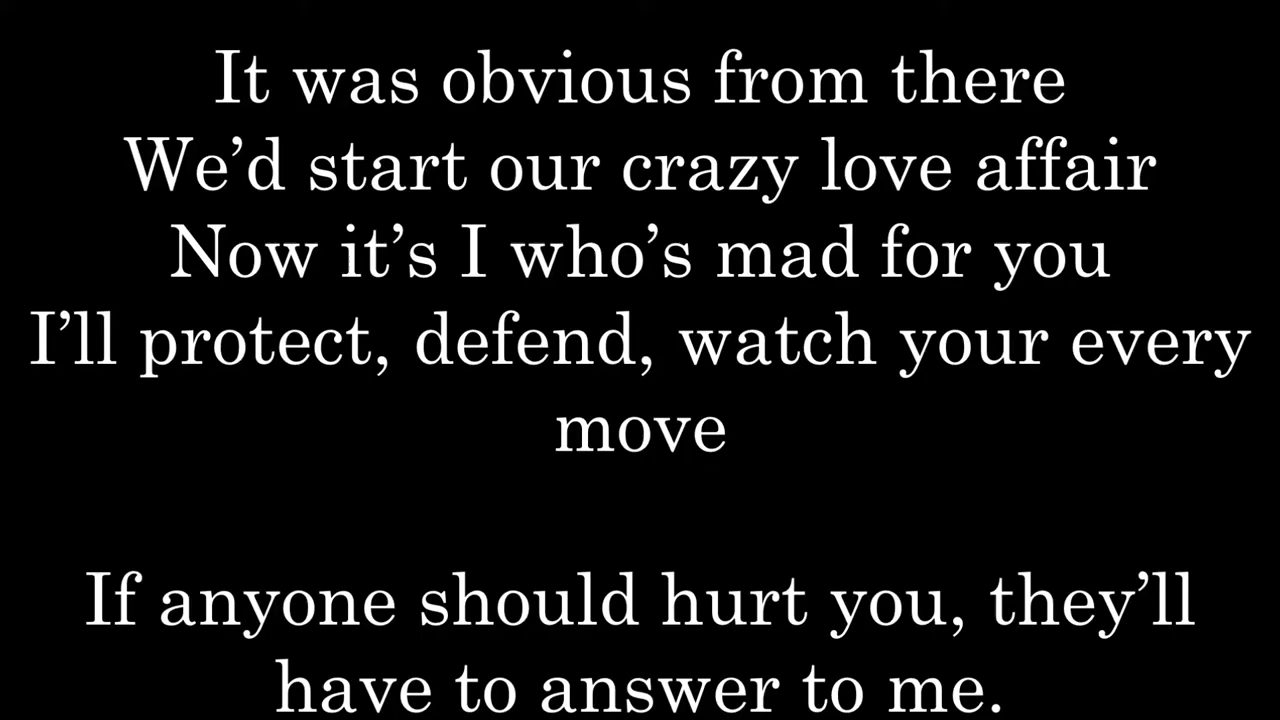 It was obvious from there
We’d start our crazy love affair
Now it’s I who’s mad for you
I’ll protect, defend, watch your every
move
If anyone should hurt you, they’ll
have to answer to me.